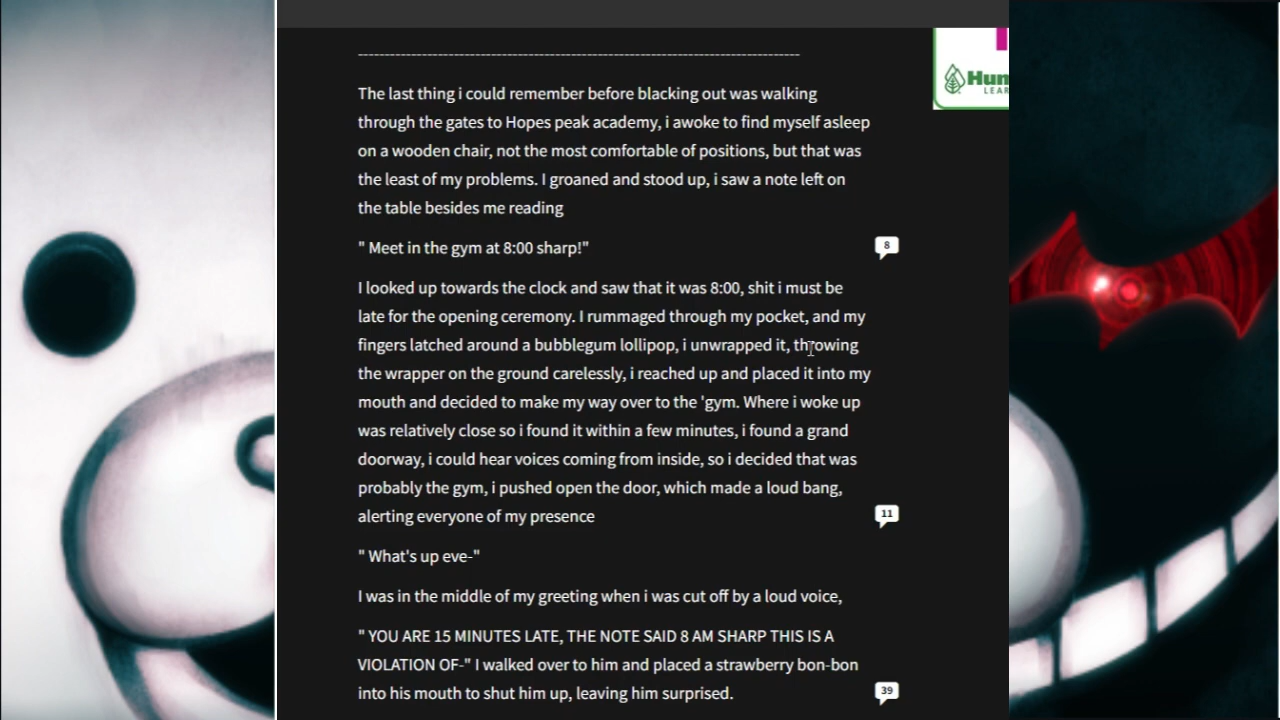 The last thing i could remember before blacking out was walking
through the gates to Hopes peak academy, i awoke to find myself asleep
on a wooden chair, not the most comfortable of positions, but that was
the least of my problems. I groaned and stood up, i saw a note left on
the table besides me reading
" Meet in the gym at 8:00 sharp!"
8
I looked up towards the clock and saw that it was 8:00, shit i must be
late for the opening ceremony. I rummaged through my pocket, and my
fingers latched around a bubblegum lollipop, i unwrapped it, throwing
the wrapper on the ground carelessly, i reached up and placed it into my
mouth and decided to make my way over to the 'gym. Where i woke up
was relatively close so i found it within a few minutes, i found a grand
doorway, i could hear voices coming from inside, so i decided that was
probably the gym, i pushed open the door, which made a loud bang,
alerting everyone of my presence
11
" What's up eve-"
I was in the middle of my greeting when i was cut off by a loud voice,
" YOU ARE 15 MINUTES LATE, THE NOTE SAID 8 AM SHARP THIS IS A
VIOLATION OF-" I walked over to him and placed a strawberry bon-bon
into his mouth to shut him up, leaving him surprised.
39